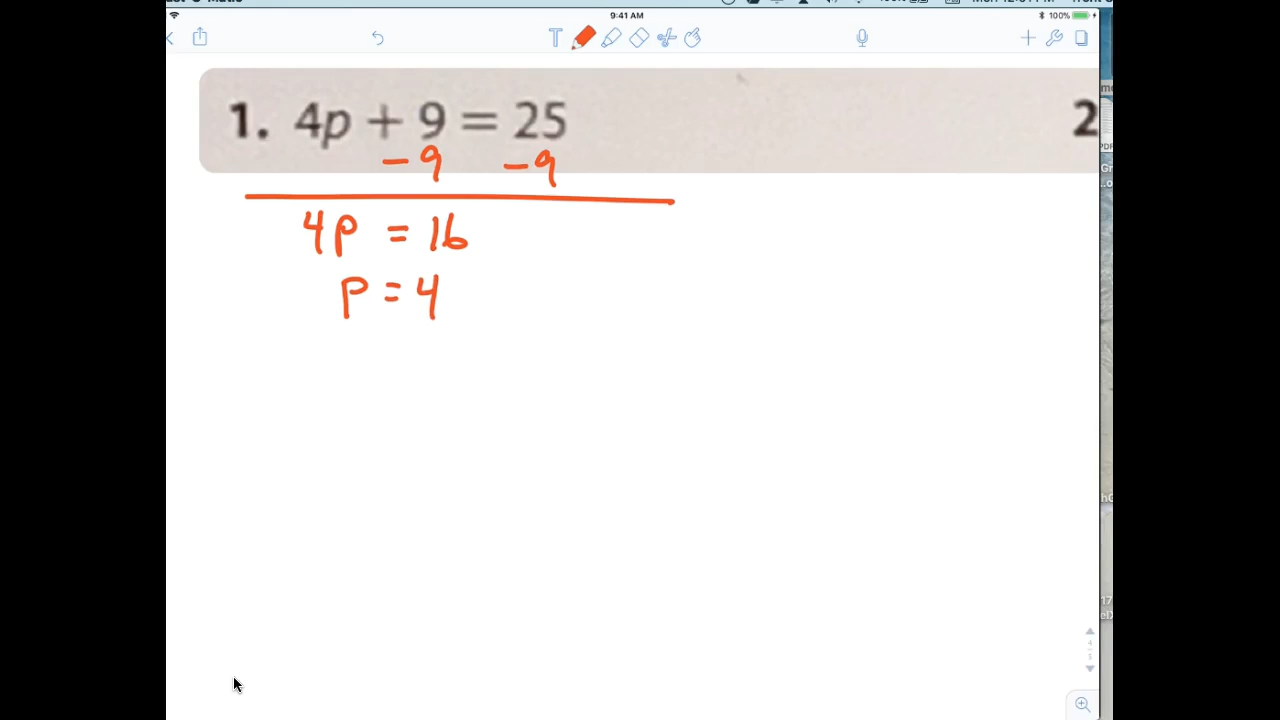 9:41 AM
100%
1. 4p + 9 = 25
2
-9 -9
4p = 16
p = 4